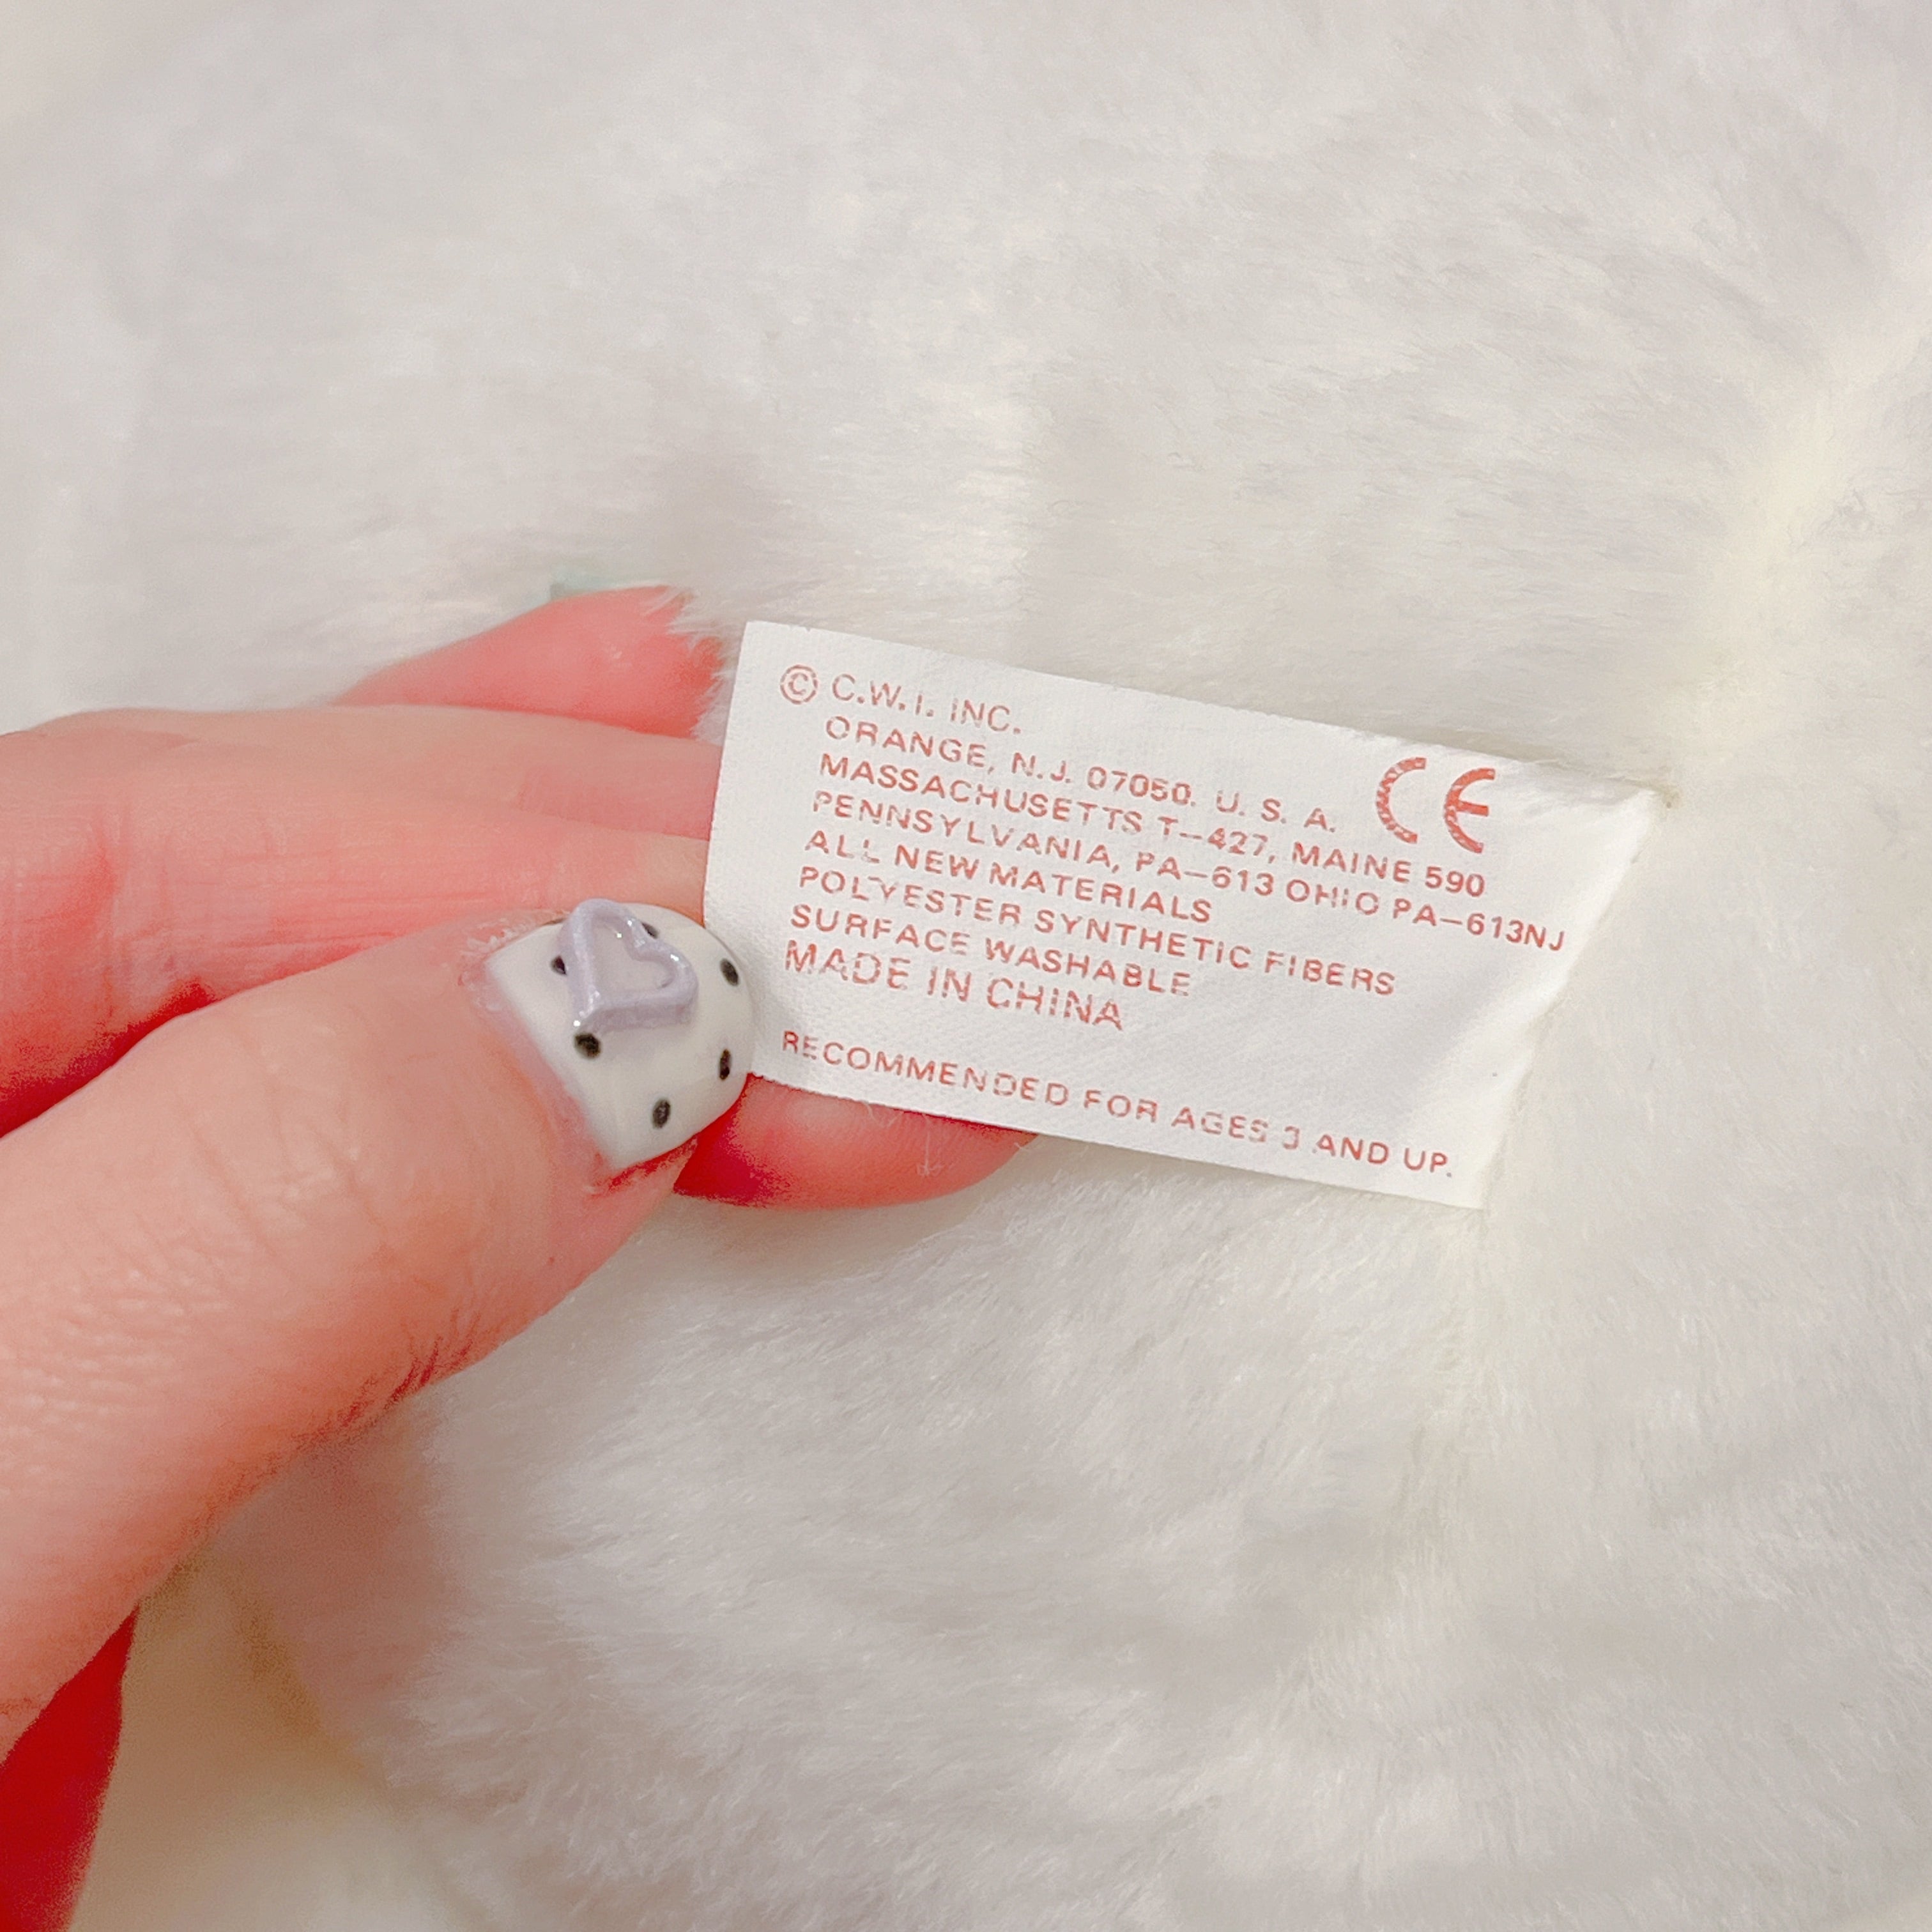 © C.W.I. INC.
ORANGE, N.J. 07050. U. S. A.
CE
MASSACHUSETTS T-427, MAINE 590
PENNSYLVANIA, PA-613 OHIO PA-613NJ
ALL NEW MATERIALS
POLYESTER SYNTHETIC FIBERS
SURFACE WASHABLE
MADE IN CHINA
RECOMMENDED FOR AGES 3 AND UP.